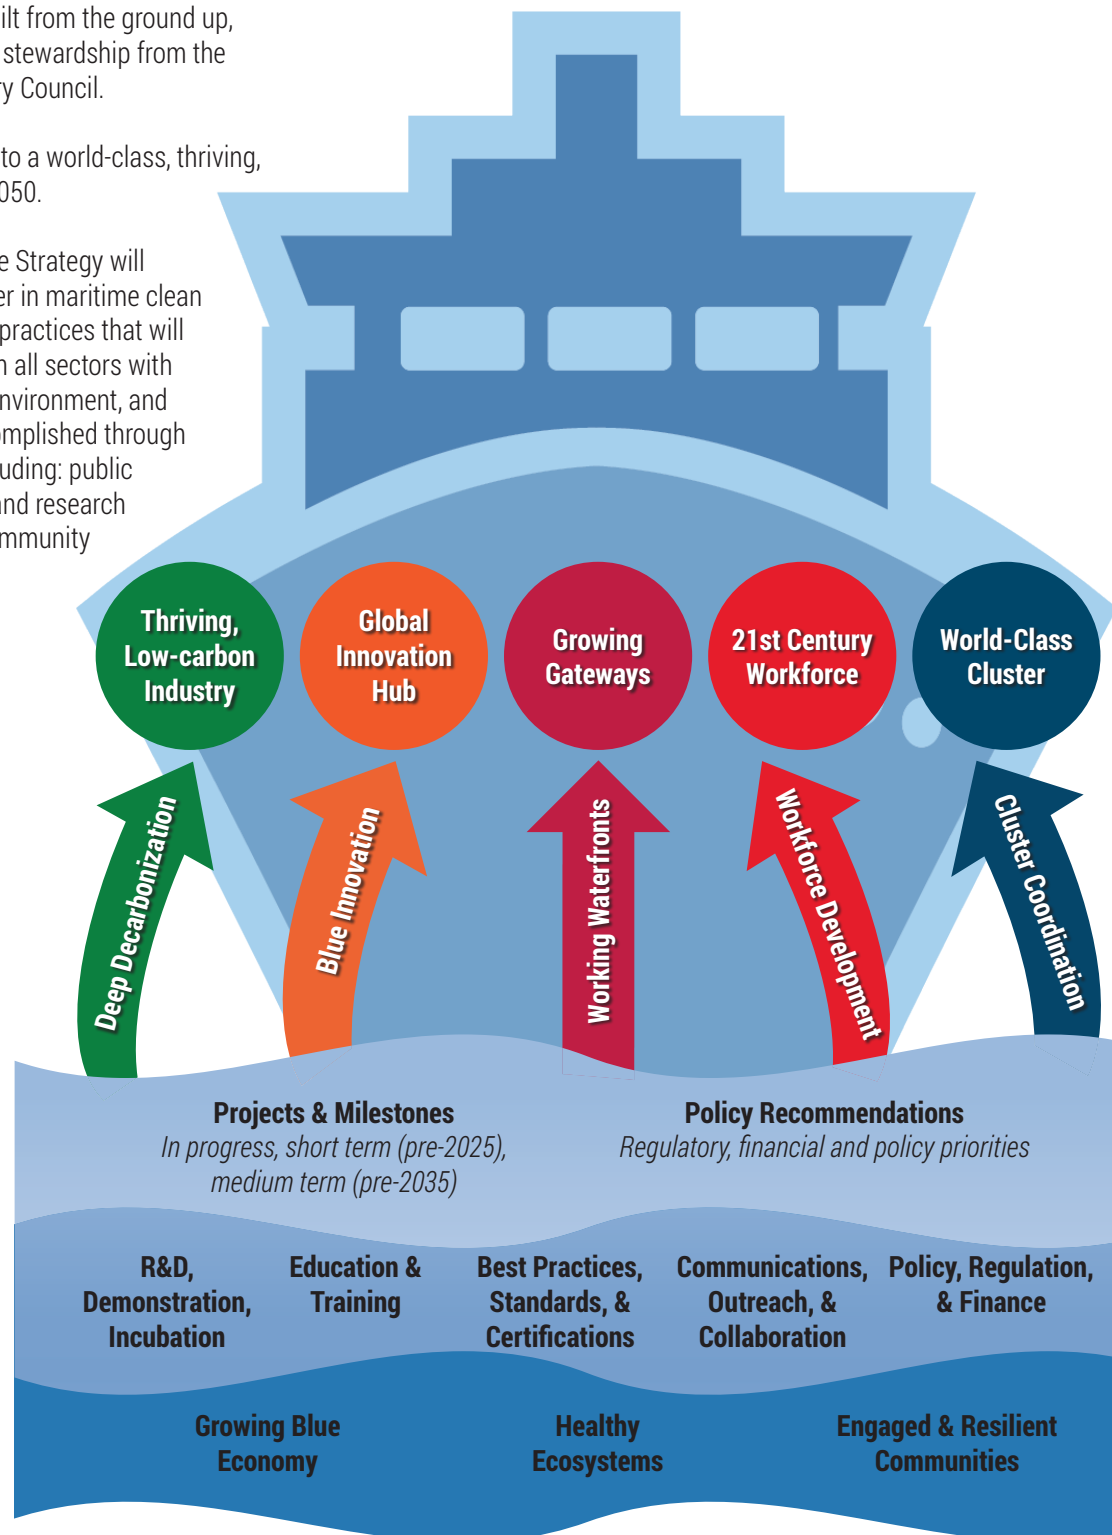 ilt from the ground up,
stewardship from the
ry Council.
to a world-class, thriving,
050.
e Strategy will
er in maritime clean
practices that will
n all sectors with
nvironment, and
omplished through
uding: public
and research
mmunity
Thriving,
Low-carbon
Industry
Global
Innovation
Hub
Growing
Gateways
21st Century
Workforce
World-Class
Cluster
Deep Decarbonization
Blue Innovation
Working Waterfronts
Workforce Development
Cluster Coordination
Projects & Milestones
In progress, short term (pre-2025),
medium term (pre-2035)
Policy Recommendations
Regulatory, financial and policy priorities
R&D,
Demonstration,
Incubation
Education &
Training
Best Practices,
Standards, &
Certifications
Communications,
Outreach, &
Collaboration
Policy, Regulation,
& Finance
Growing Blue
Economy
Healthy
Ecosystems
Engaged & Resilient
Communities